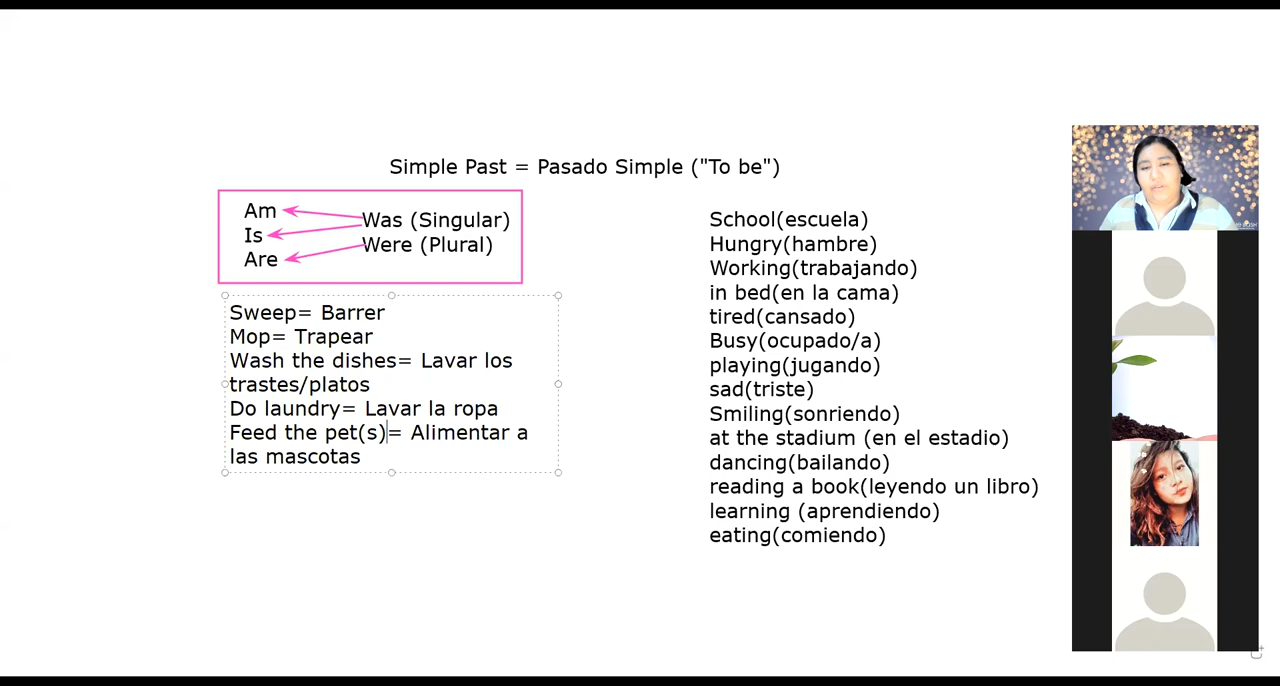 Simple Past = Pasado Simple ("To be")
Am
Is
Are
Was (Singular)
Were (Plural)
Sweep= Barrer
Mop= Trapear
Wash the dishes= Lavar los
trastes/platos
Do laundry= Lavar la ropa
Feed the pet(s)= Alimentar a
las mascotas
School(escuela)
Hungry(hambre)
Working(trabajando)
in bed(en la cama)
tired(cansado)
Busy(ocupado/a)
playing(jugando)
sad(triste)
Smiling(sonriendo)
at the stadium (en el estadio)
dancing(bailando)
reading a book(leyendo un libro)
learning (aprendiendo)
eating(comiendo)